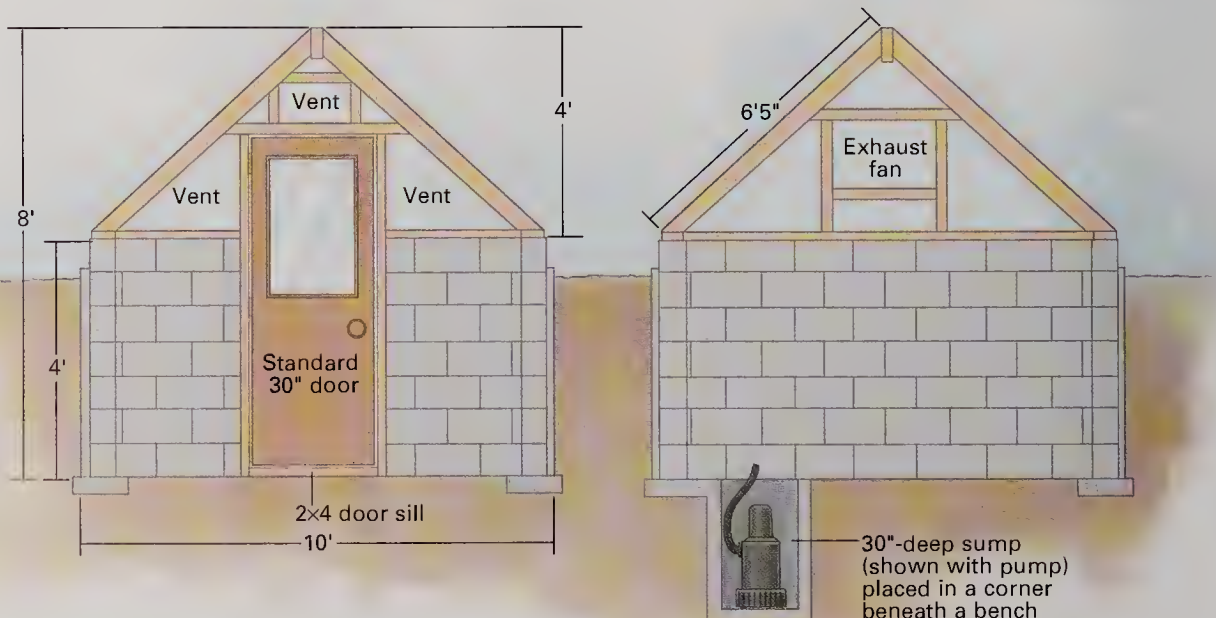 Vent
4'
8'
Vent
Vent
4'
Standard
30" door
2×4 door sill
10'
6'5"
Exhaust
fan
30"-deep sump
(shown with pump)
placed in a corner
beneath a bench